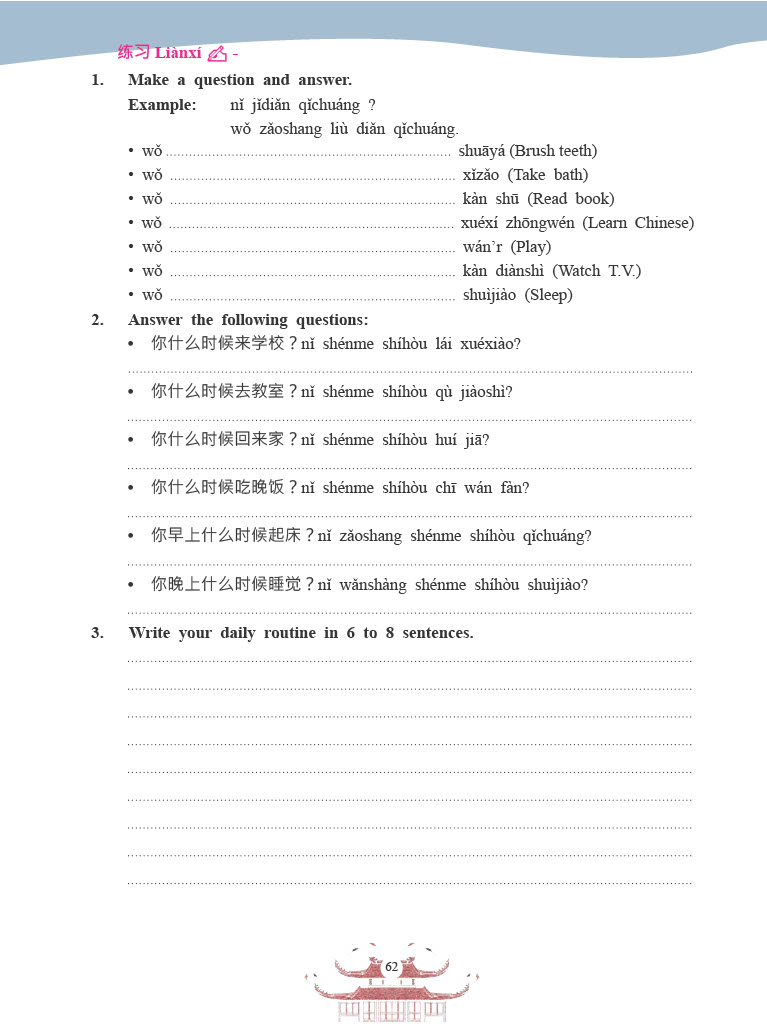 练习 Liànxí -
1. Make a question and answer.
Example: nǐ jǐdiǎn qǐchuáng ?
wǒ zǎoshang liù diǎn qǐchuáng.
• wǒ .......................................................................... shuāyá (Brush teeth)
• wǒ .......................................................................... xǐzǎo (Take bath)
• wǒ .......................................................................... kàn shū (Read book)
• wǒ .......................................................................... xuéxí zhōngwén (Learn Chinese)
• wǒ .......................................................................... wán’r (Play)
• wǒ .......................................................................... kàn diànshì (Watch T.V.)
• wǒ .......................................................................... shuìjiào (Sleep)
2. Answer the following questions:
• 你什么时候来学校？nǐ shénme shíhòu lái xuéxiào?
• 你什么时候去教室？nǐ shénme shíhòu qù jiàoshì?
• 你什么时候回来家？nǐ shénme shíhòu huí jiā?
• 你什么时候吃晚饭？nǐ shénme shíhòu chī wán fàn?
• 你早上什么时候起床？nǐ zǎoshang shénme shíhòu qǐchuáng?
• 你晚上什么时候睡觉？nǐ wǎnshàng shénme shíhòu shuìjiào?
3. Write your daily routine in 6 to 8 sentences.
62